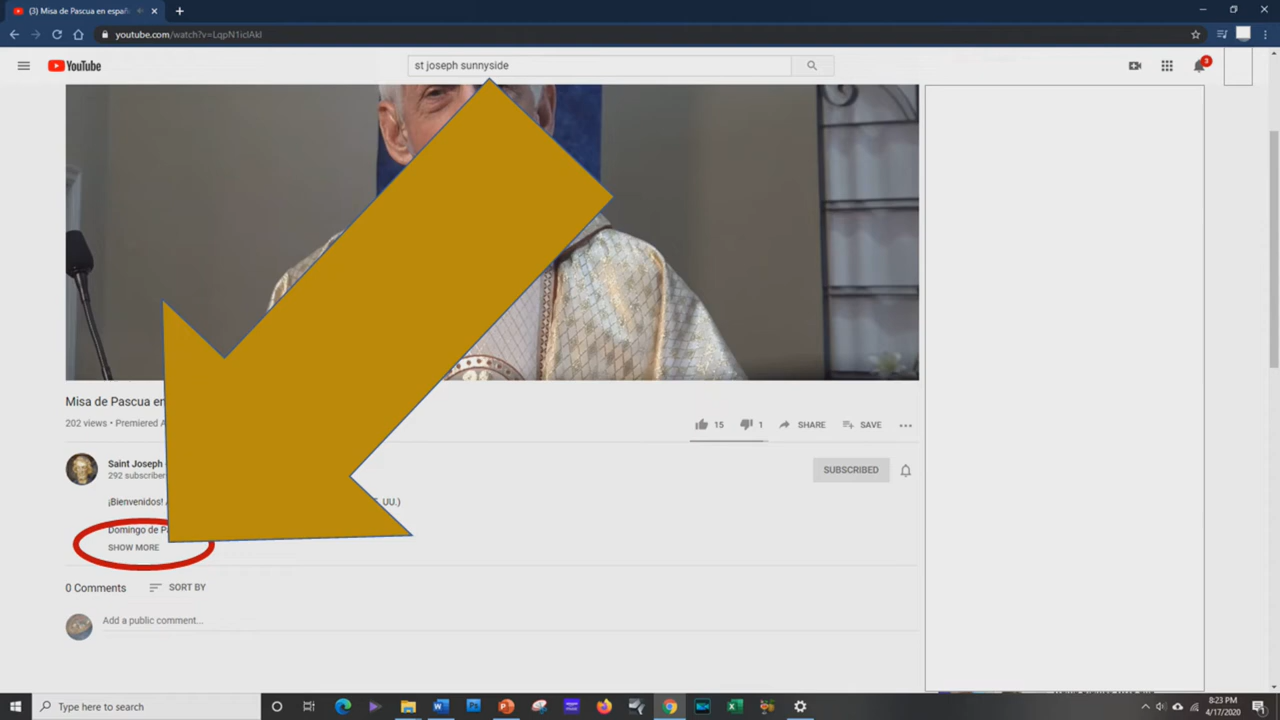 (3) Misa de Pascua en españ
youtube.com/watch?v=LqpN1icIAkI
YouTube
st joseph sunnyside
3
Misa de Pascua en
202 views • Premiered A
15
1
SHARE
SAVE
Saint Joseph
292 subscriber
SUBSCRIBED
¡Bienvenidos!
UU.)
Domingo de P
SHOW MORE
0 Comments
SORT BY
Add a public comment...
Type here to search
8:23 PM
4/17/2020